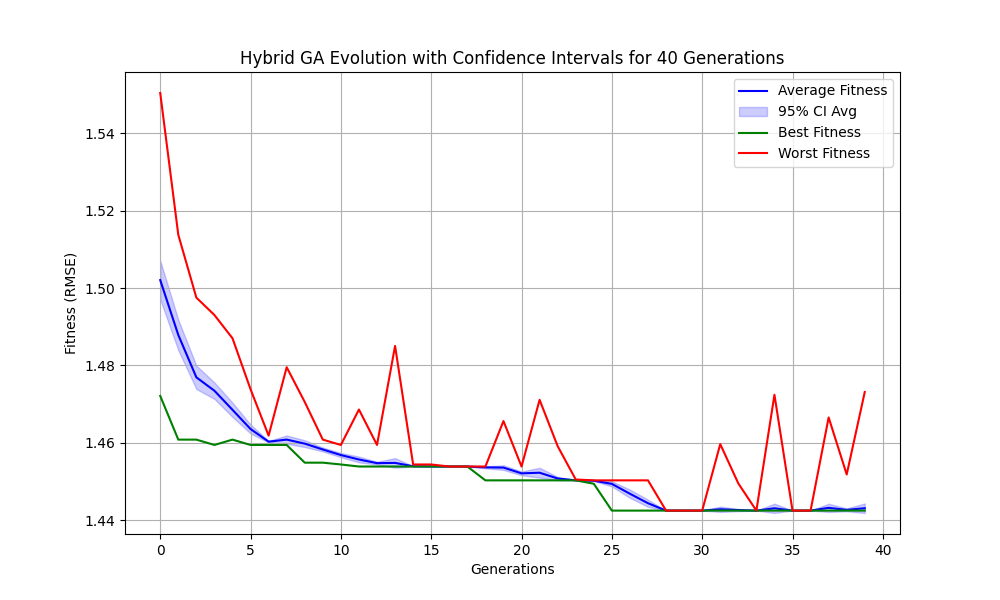 Hybrid GA Evolution with Confidence Intervals for 40 Generations
Average Fitness
95% CI Avg
Best Fitness
Worst Fitness
Fitness (RMSE)
1.54
1.52
1.50
1.48
1.46
1.44
0 5 10 15 20 25 30 35 40
Generations